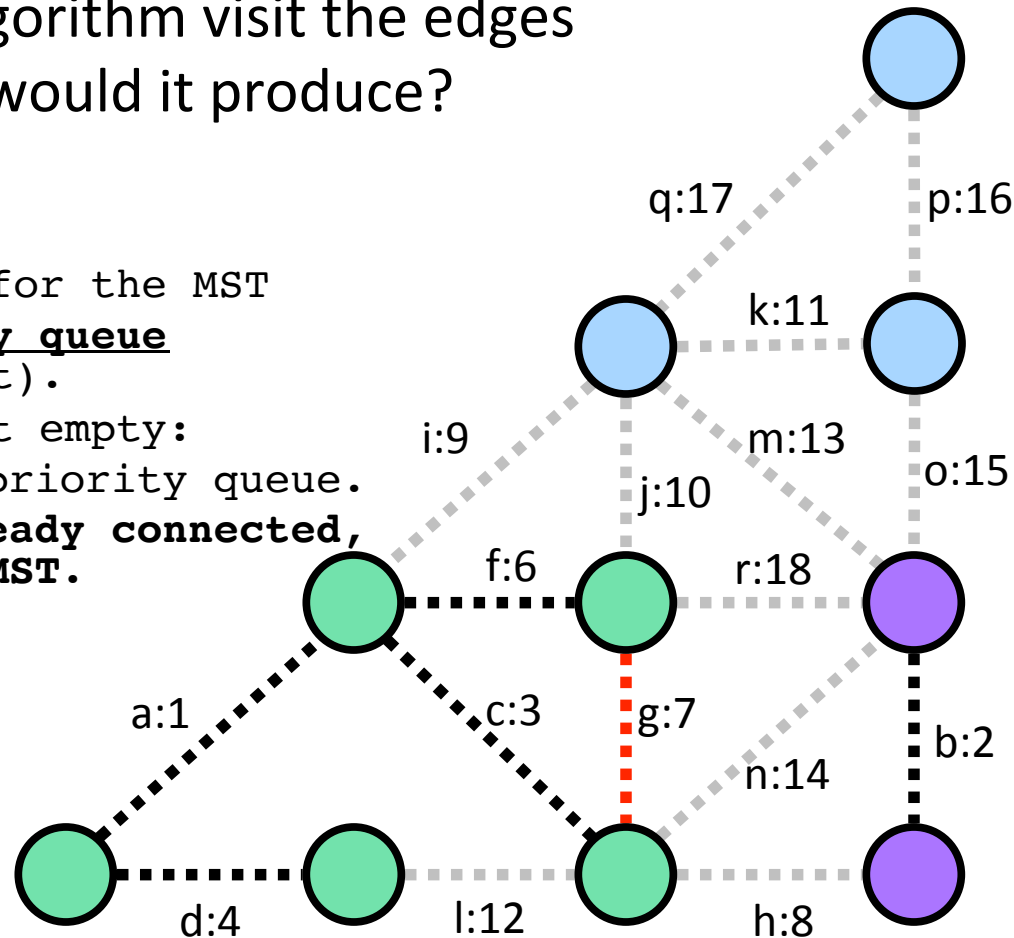 gorithm visit the edges
would it produce?
for the MST
y queue
t).
t empty:
priority queue.
eady connected,
MST.
q:17
p:16
k:11
i:9
m:13
j:10
o:15
f:6
r:18
a:1
c:3
g:7
b:2
n:14
d:4
l:12
h:8